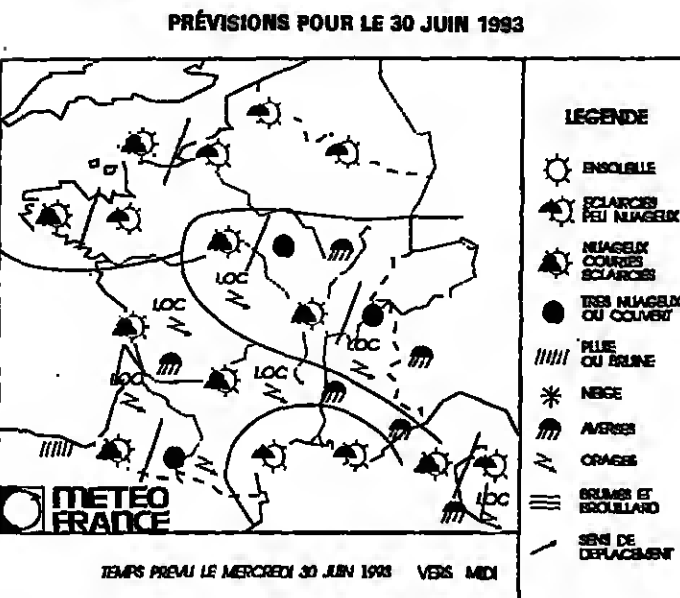 PRÉVISIONS POUR LE 30 JUIN 1993
LOC
LOC
LOC
LOC
LOC
LOC
METEO
FRANCE
TEMPS PREVU LE MERCREDI 30 JUIN 1993 VERS MIDI
LEGENDE
ENSOLEILLE
ECLAIRCIES
PEU NUAGEUX
NUAGEUX
COURTES
ECLAIRCIES
TRES NUAGEUX
OU COUVERT
PLUIE
OU BRUINE
NEIGE
AVERSES
ORAGES
BRUMES ET
BROUILLARD
SENS DE
DEPLACEMENT